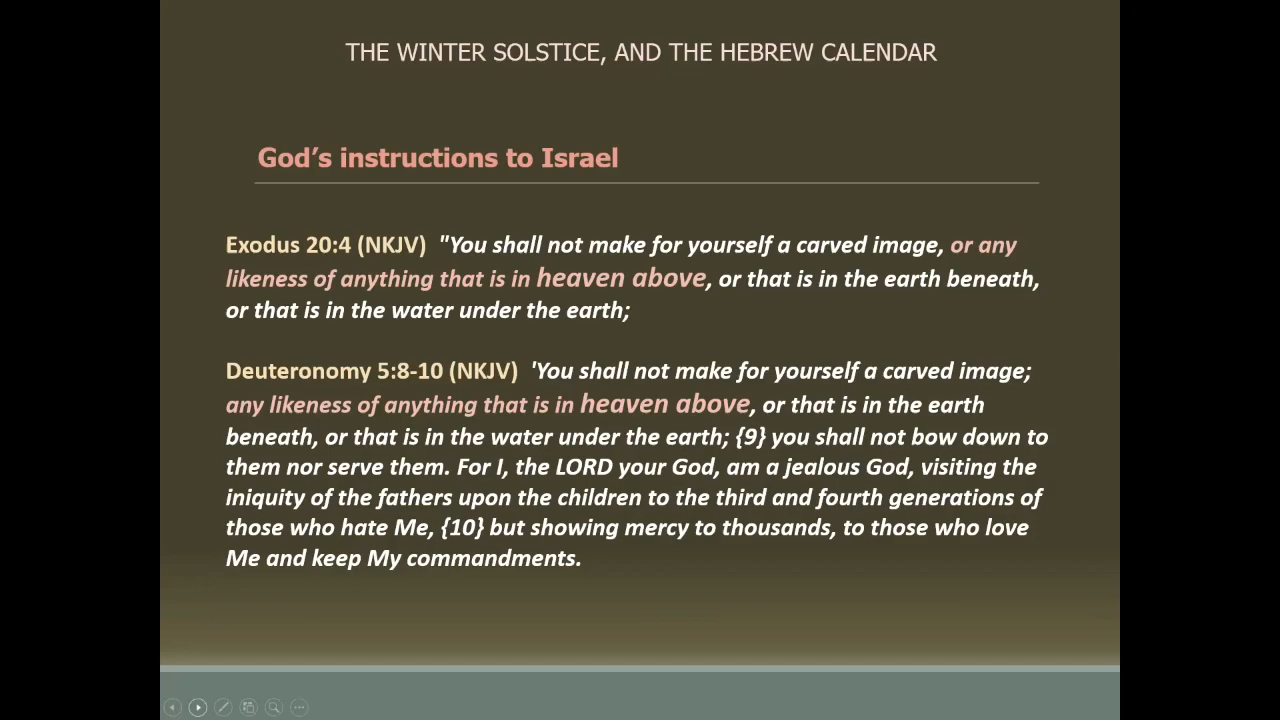 THE WINTER SOLSTICE, AND THE HEBREW CALENDAR
God's instructions to Israel
Exodus 20:4 (NKJV)  "You shall not make for yourself a carved image, or any
likeness of anything that is in heaven above, or that is in the earth beneath,
or that is in the water under the earth;
Deuteronomy 5:8-10 (NKJV)  'You shall not make for yourself a carved image;
any likeness of anything that is in heaven above, or that is in the earth
beneath, or that is in the water under the earth; {9} you shall not bow down to
them nor serve them. For I, the LORD your God, am a jealous God, visiting the
iniquity of the fathers upon the children to the third and fourth generations of
those who hate Me, {10} but showing mercy to thousands, to those who love
Me and keep My commandments.